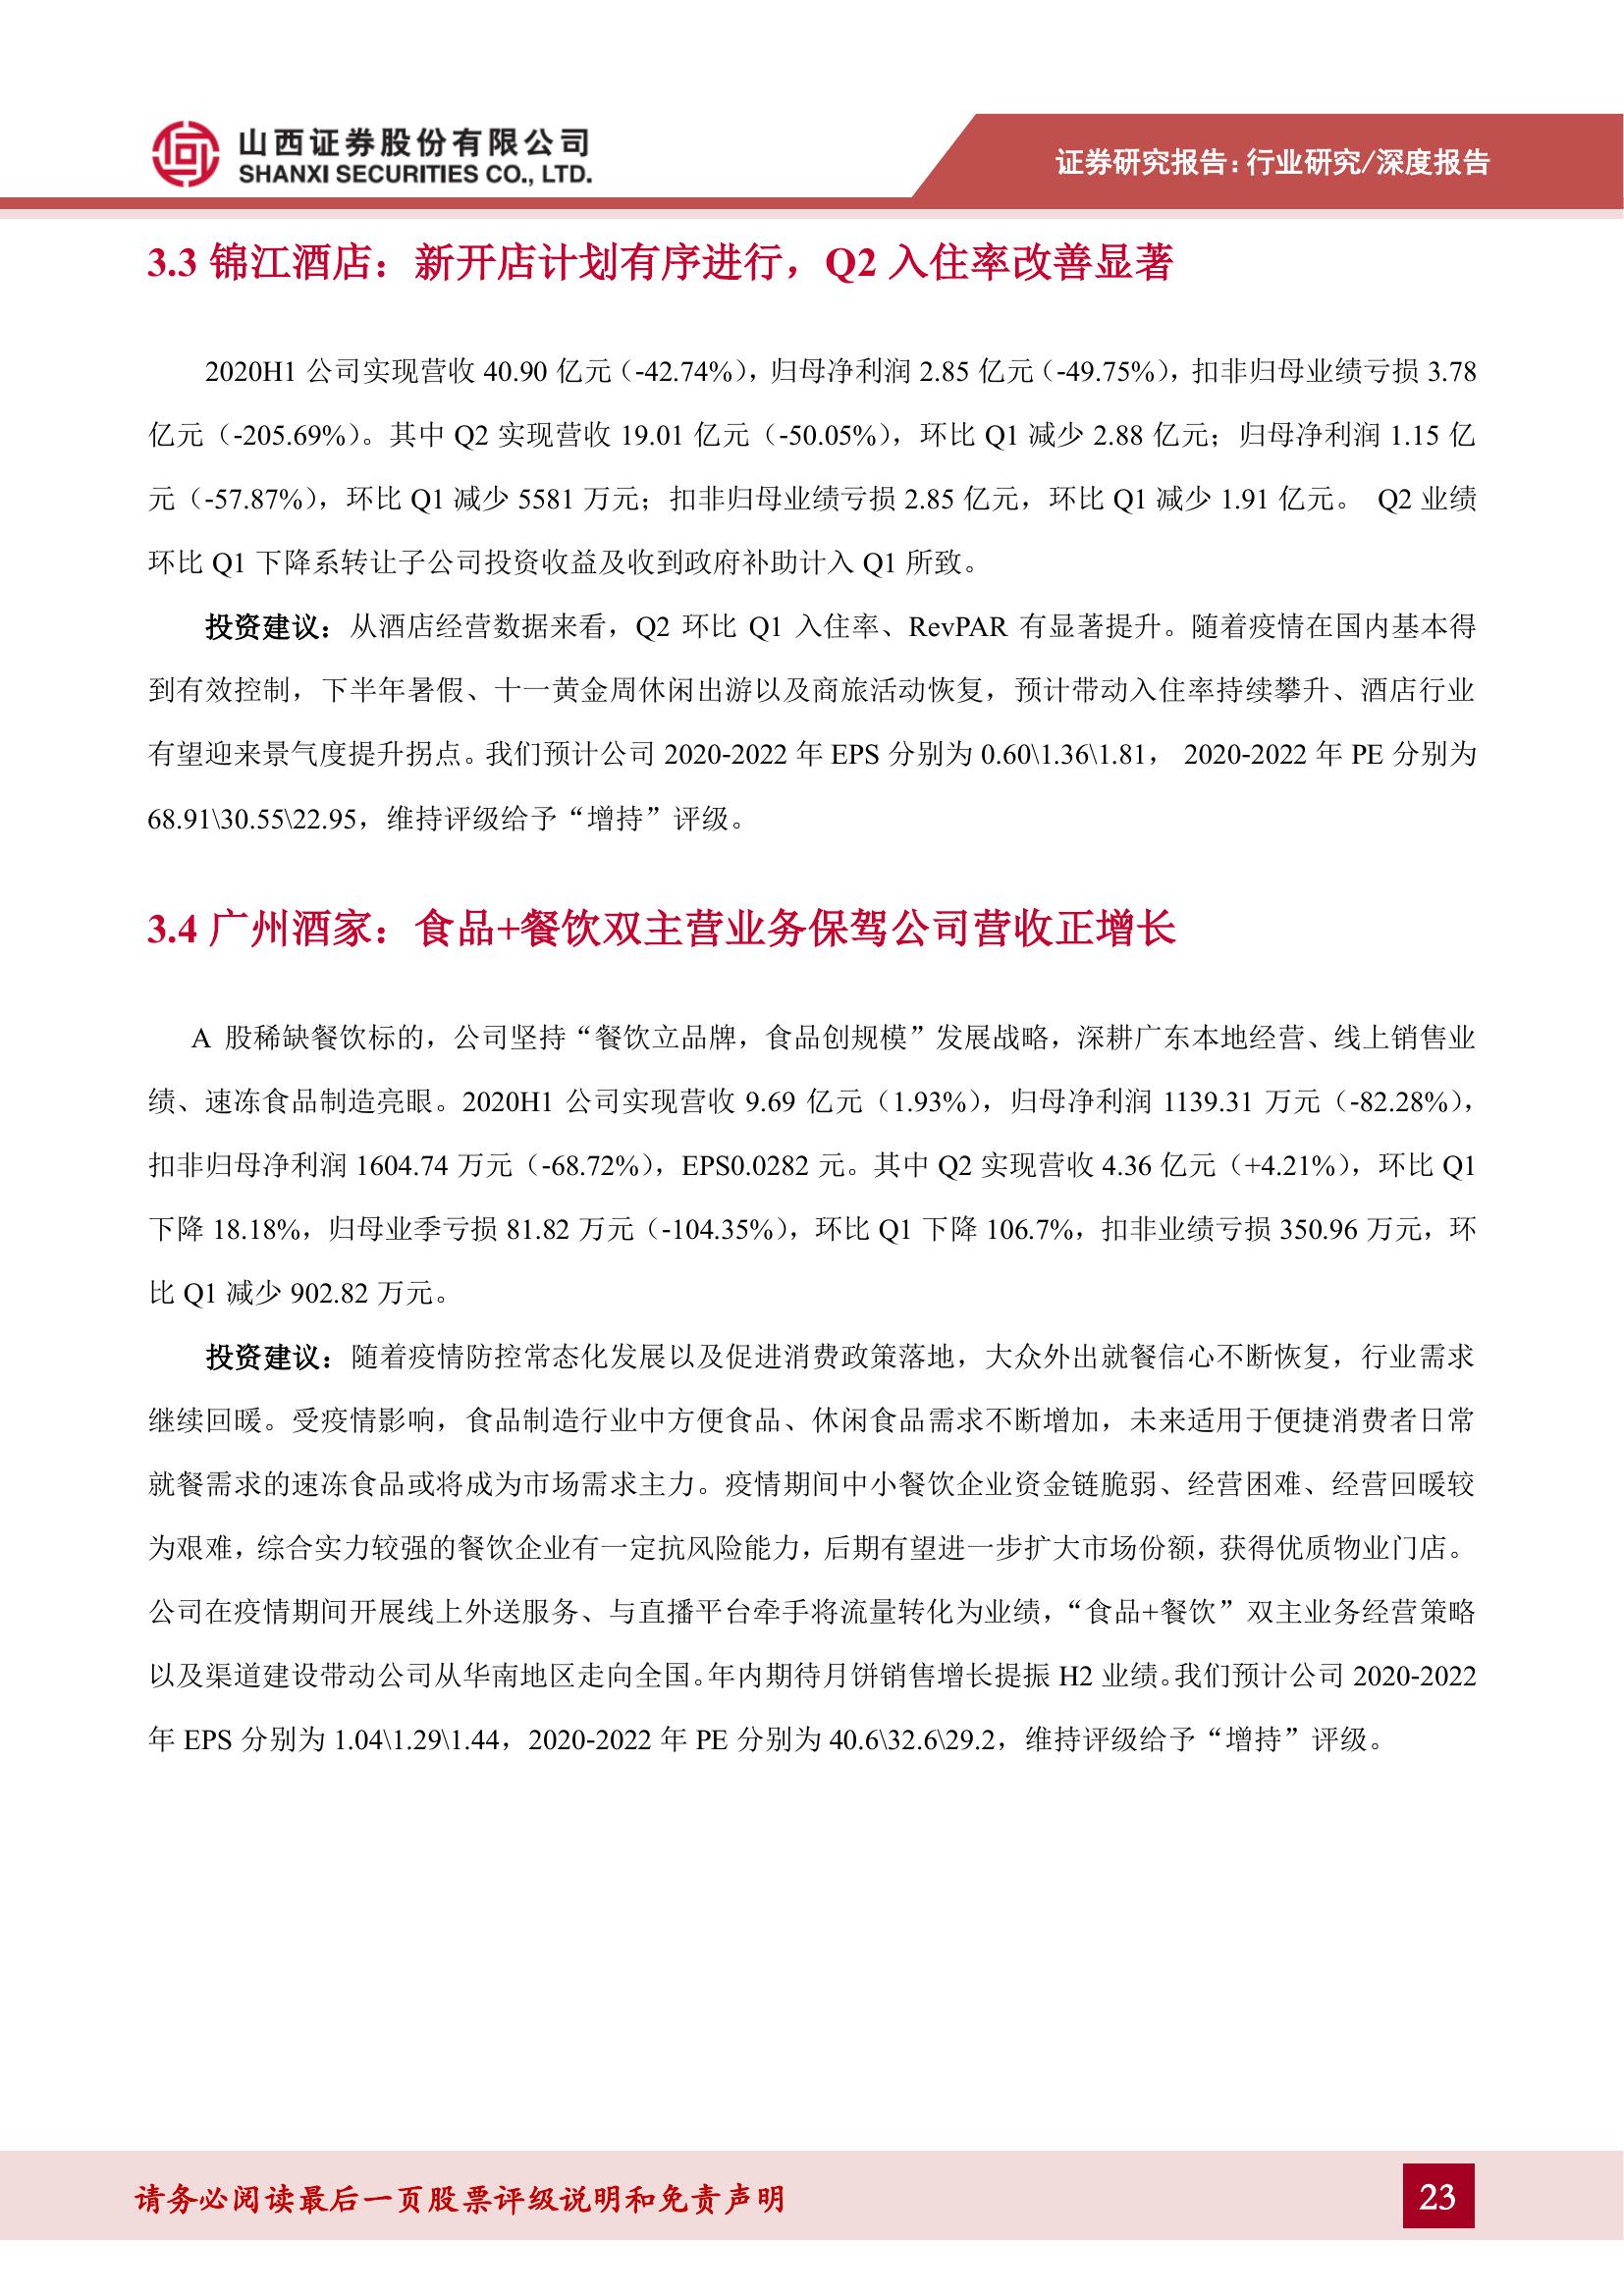 山西证券股份有限公司
SHANXI SECURITIES CO., LTD.
证券研究报告:行业研究/深度报告
3.3 锦江酒店：新开店计划有序进行，Q2 入住率改善显著
2020H1 公司实现营收 40.90 亿元（-42.74%），归母净利润 2.85 亿元（-49.75%），扣非归母业绩亏损 3.78
亿元（-205.69%）。其中 Q2 实现营收 19.01 亿元（-50.05%），环比 Q1 减少 2.88 亿元；归母净利润 1.15 亿
元（-57.87%），环比 Q1 减少 5581 万元；扣非归母业绩亏损 2.85 亿元，环比 Q1 减少 1.91 亿元。 Q2 业绩
环比 Q1 下降系转让子公司投资收益及收到政府补助计入 Q1 所致。
投资建议：从酒店经营数据来看，Q2 环比 Q1 入住率、RevPAR 有显著提升。随着疫情在国内基本得
到有效控制，下半年暑假、十一黄金周休闲出游以及商旅活动恢复，预计带动入住率持续攀升、酒店行业
有望迎来景气度提升拐点。我们预计公司 2020-2022 年 EPS 分别为 0.60\1.36\1.81， 2020-2022 年 PE 分别为
68.91\30.55\22.95，维持评级给予“增持”评级。
3.4 广州酒家：食品+餐饮双主营业务保驾公司营收正增长
A 股稀缺餐饮标的，公司坚持“餐饮立品牌，食品创规模”发展战略，深耕广东本地经营、线上销售业
绩、速冻食品制造亮眼。2020H1 公司实现营收 9.69 亿元（1.93%），归母净利润 1139.31 万元（-82.28%），
扣非归母净利润 1604.74 万元（-68.72%），EPS0.0282 元。其中 Q2 实现营收 4.36 亿元（+4.21%），环比 Q1
下降 18.18%，归母业季亏损 81.82 万元（-104.35%），环比 Q1 下降 106.7%，扣非业绩亏损 350.96 万元，环
比 Q1 减少 902.82 万元。
投资建议：随着疫情防控常态化发展以及促进消费政策落地，大众外出就餐信心不断恢复，行业需求
继续回暖。受疫情影响，食品制造行业中方便食品、休闲食品需求不断增加，未来适用于便捷消费者日常
就餐需求的速冻食品或将成为市场需求主力。疫情期间中小餐饮企业资金链脆弱、经营困难、经营回暖较
为艰难，综合实力较强的餐饮企业有一定抗风险能力，后期有望进一步扩大市场份额，获得优质物业门店。
公司在疫情期间开展线上外送服务、与直播平台牵手将流量转化为业绩，“食品+餐饮”双主业务经营策略
以及渠道建设带动公司从华南地区走向全国。年内期待月饼销售增长提振 H2 业绩。我们预计公司 2020-2022
年 EPS 分别为 1.04\1.29\1.44，2020-2022 年 PE 分别为 40.6\32.6\29.2，维持评级给予“增持”评级。
请务必阅读最后一页股票评级说明和免责声明
23